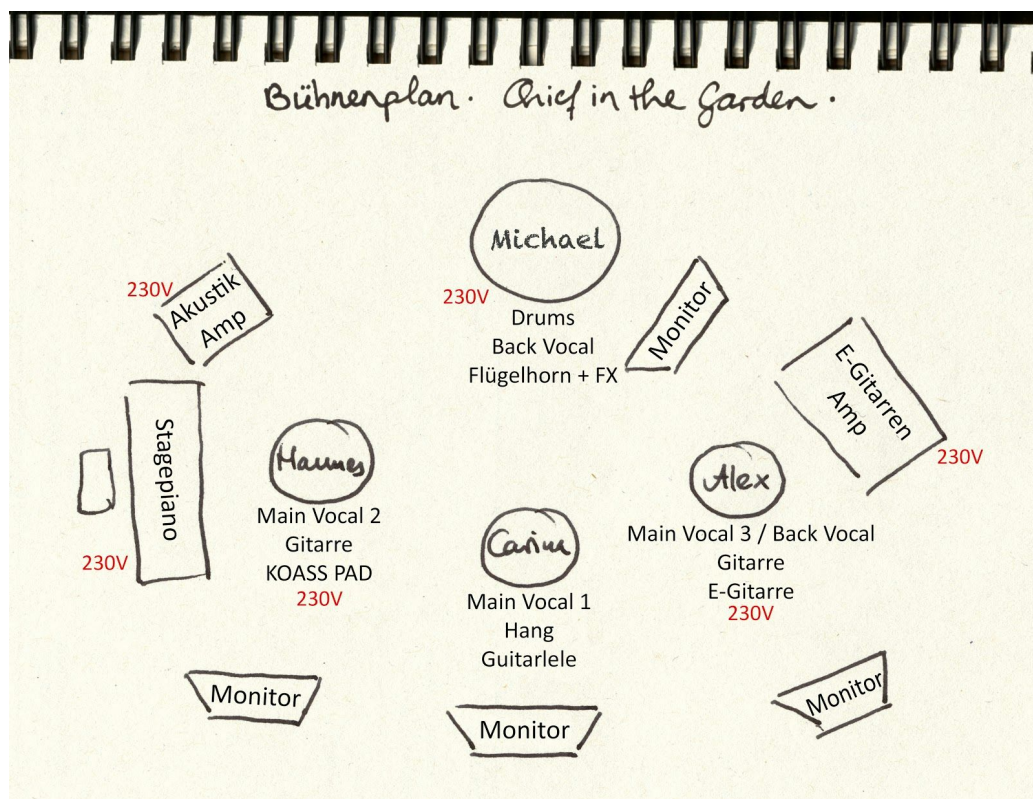 Bühnenplan. Chief in the Garden.
Michael
230V
Drums
Back Vocal
Flügelhorn + FX
Monitor
230V
Akustik
Amp
E-Gitarren
Amp
230V
Stagepiano
230V
Hannes
Main Vocal 2
Gitarre
KOASS PAD
230V
Carina
Main Vocal 1
Hang
Guitarlele
Alex
Main Vocal 3 / Back Vocal
Gitarre
E-Gitarre
230V
Monitor
Monitor
Monitor